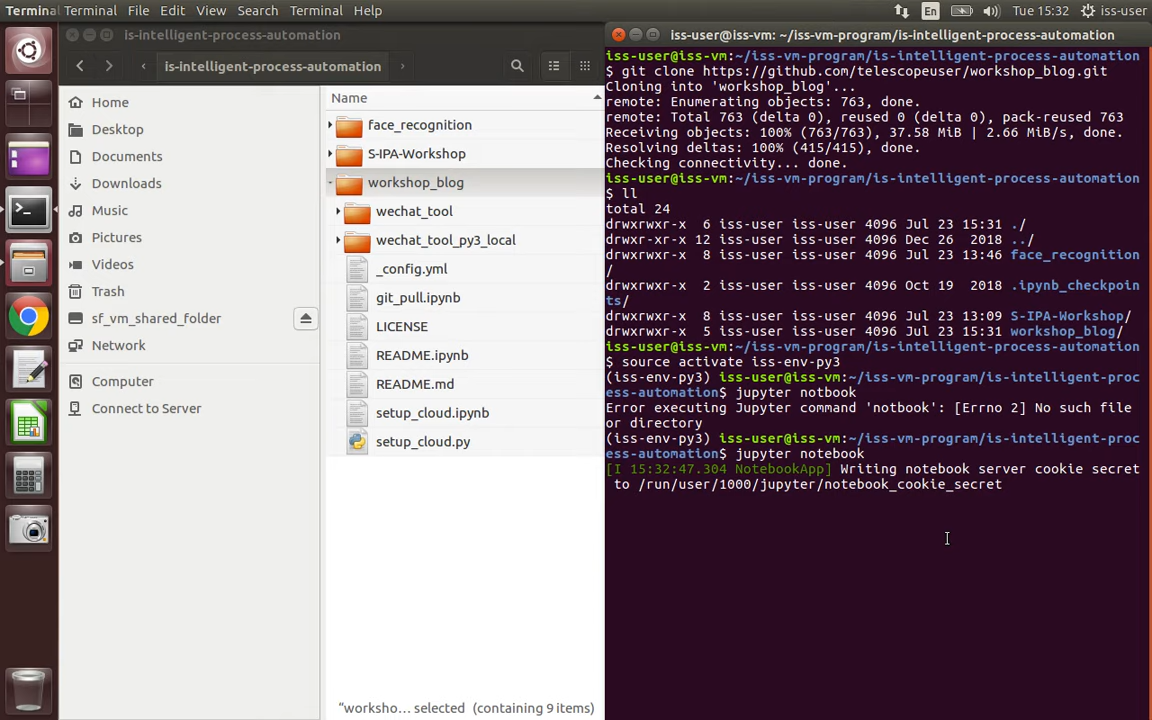 Terminal Terminal File Edit View Search Terminal Help En Tue 15:32 iss-user
is-intelligent-process-automation
is-intelligent-process-automation
Home
Desktop
Documents
Downloads
Music
Pictures
Videos
Trash
sf_vm_shared_folder
Network
Computer
Connect to Server
Name
face_recognition
S-IPA-Workshop
workshop_blog
wechat_tool
wechat_tool_py3_local
_config.yml
git_pull.ipynb
LICENSE
README.ipynb
README.md
setup_cloud.ipynb
setup_cloud.py
"worksho… selected (containing 9 items)
iss-user@iss-vm: ~/iss-vm-program/is-intelligent-process-automation
iss-user@iss-vm:~/iss-vm-program/is-intelligent-process-automation
$ git clone https://github.com/telescopeuser/workshop_blog.git
Cloning into 'workshop_blog'...
remote: Enumerating objects: 763, done.
remote: Total 763 (delta 0), reused 0 (delta 0), pack-reused 763
Receiving objects: 100% (763/763), 37.58 MiB | 2.66 MiB/s, done.
Resolving deltas: 100% (415/415), done.
Checking connectivity... done.
iss-user@iss-vm:~/iss-vm-program/is-intelligent-process-automation
$ ll
total 24
drwxrwxr-x  6 iss-user iss-user 4096 Jul 23 15:31 ./
drwxr-xr-x 12 iss-user iss-user 4096 Dec 26  2018 ../
drwxrwxr-x  8 iss-user iss-user 4096 Jul 23 13:46 face_recognition
/
drwxrwxr-x  2 iss-user iss-user 4096 Oct 19  2018 .ipynb_checkpoin
ts/
drwxrwxr-x  8 iss-user iss-user 4096 Jul 23 13:09 S-IPA-Workshop/
drwxrwxr-x  5 iss-user iss-user 4096 Jul 23 15:31 workshop_blog/
iss-user@iss-vm:~/iss-vm-program/is-intelligent-process-automation
$ source activate iss-env-py3
(iss-env-py3) iss-user@iss-vm:~/iss-vm-program/is-intelligent-proc
ess-automation$ jupyter notbook
Error executing Jupyter command 'notbook': [Errno 2] No such file
or directory
(iss-env-py3) iss-user@iss-vm:~/iss-vm-program/is-intelligent-proc
ess-automation$ jupyter notebook
[I 15:32:47.304 NotebookApp] Writing notebook server cookie secret
to /run/user/1000/jupyter/notebook_cookie_secret